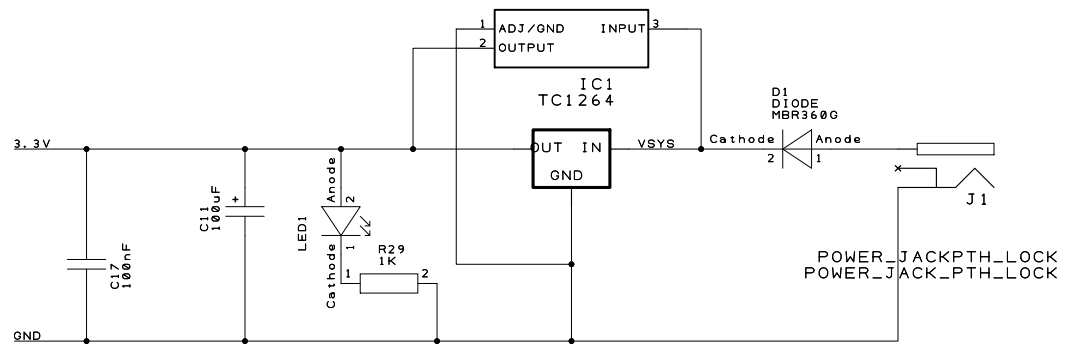 1 ADJ/GND INPUT 3
2 OUTPUT
IC1
TC1264
D1
DIODE
MBR360G
3.3V
OUT IN
GND
VSYS
Cathode
2
Anode
1
J1
POWER_JACKPTH_LOCK
POWER_JACK_PTH_LOCK
C17
100nF
C11
100uF
+
LED1
Anode
2
Cathode
1
R29
1K
1 2
GND